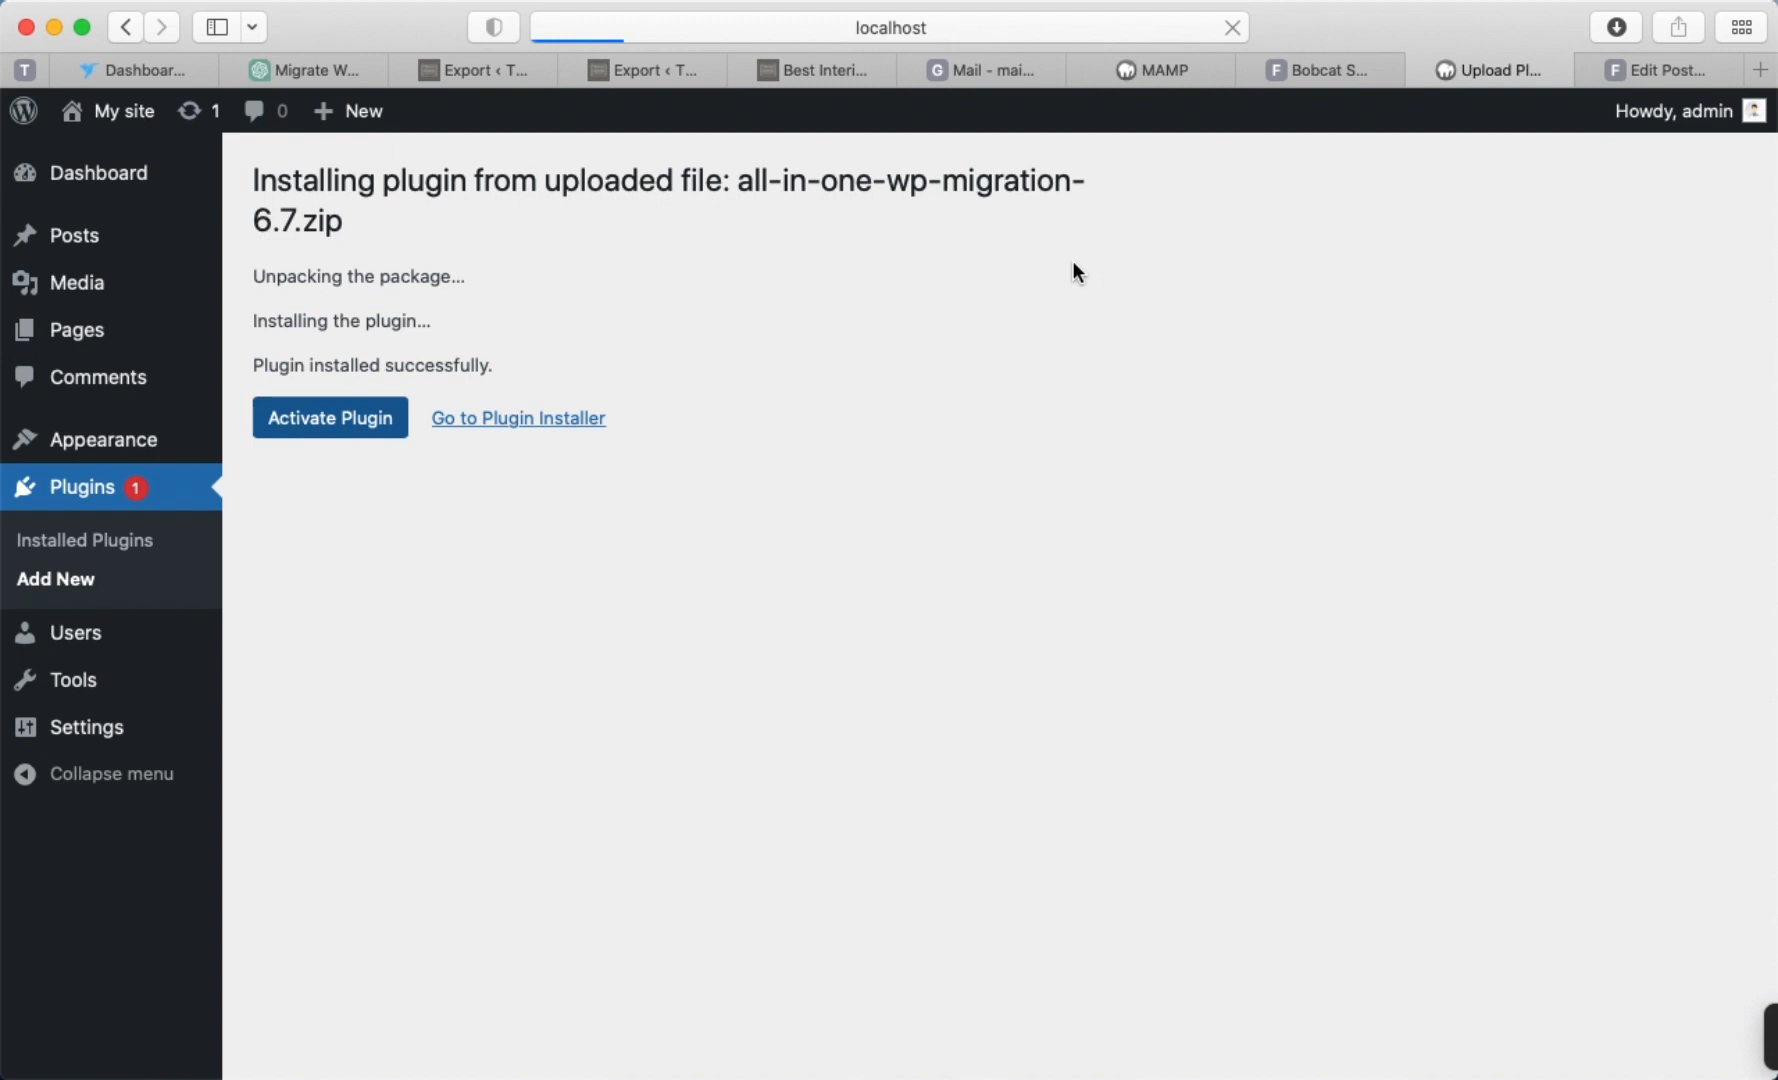 localhost
T
Dashboar...
Migrate W...
Export ‹ T...
Export ‹ T...
Best Interi...
G Mail - mai...
MAMP
F Bobcat S...
Upload Pl...
F Edit Post...
My site
1
0
New
Howdy, admin
Dashboard
Posts
Media
Pages
Comments
Appearance
Plugins 1
Installed Plugins
Add New
Users
Tools
Settings
Collapse menu
Installing plugin from uploaded file: all-in-one-wp-migration-
6.7.zip
Unpacking the package...
Installing the plugin...
Plugin installed successfully.
Activate Plugin
Go to Plugin Installer